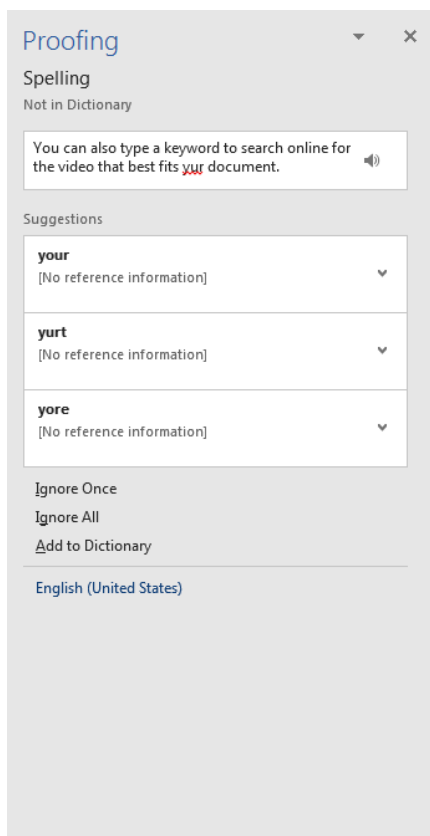 Proofing
Spelling
Not in Dictionary
You can also type a keyword to search online for
the video that best fits yur document.
Suggestions
your
[No reference information]
yurt
[No reference information]
yore
[No reference information]
Ignore Once
Ignore All
Add to Dictionary
English (United States)